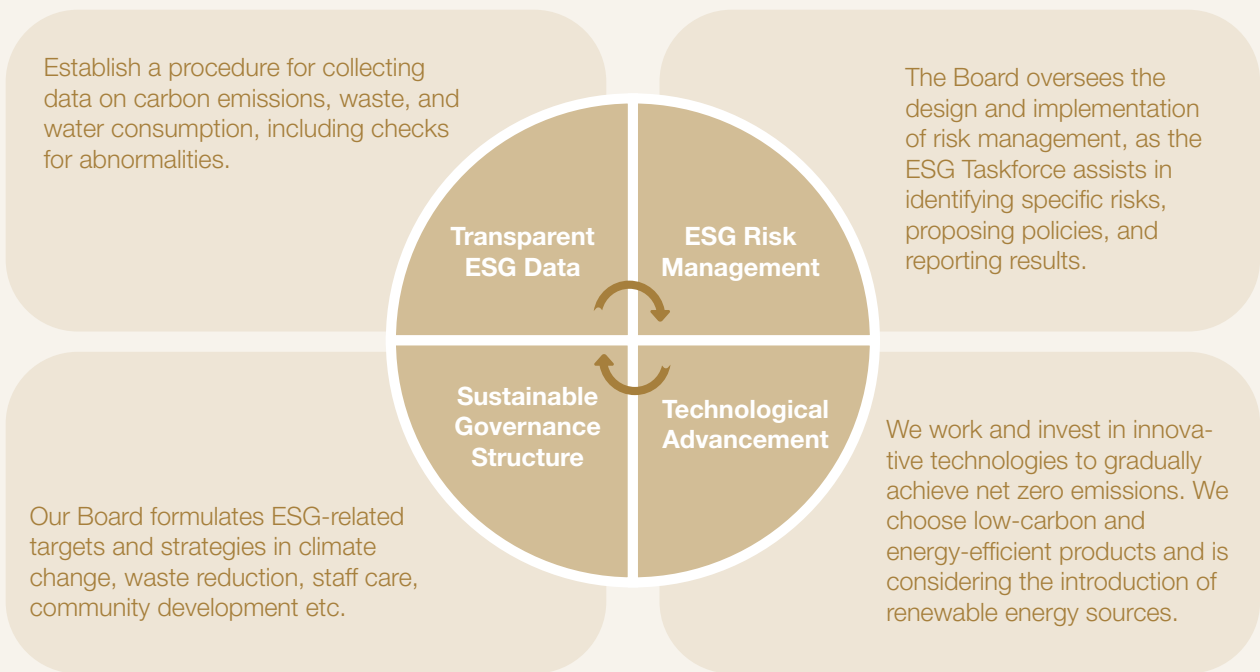 Establish a procedure for collecting
data on carbon emissions, waste, and
water consumption, including checks
for abnormalities.
Transparent
ESG Data
ESG Risk
Management
The Board oversees the
design and implementation
of risk management, as the
ESG Taskforce assists in
identifying specific risks,
proposing policies, and
reporting results.
Sustainable
Governance
Structure
Our Board formulates ESG-related
targets and strategies in climate
change, waste reduction, staff care,
community development etc.
Technological
Advancement
We work and invest in innova-
tive technologies to gradually
achieve net zero emissions. We
choose low-carbon and
energy-efficient products and is
considering the introduction of
renewable energy sources.